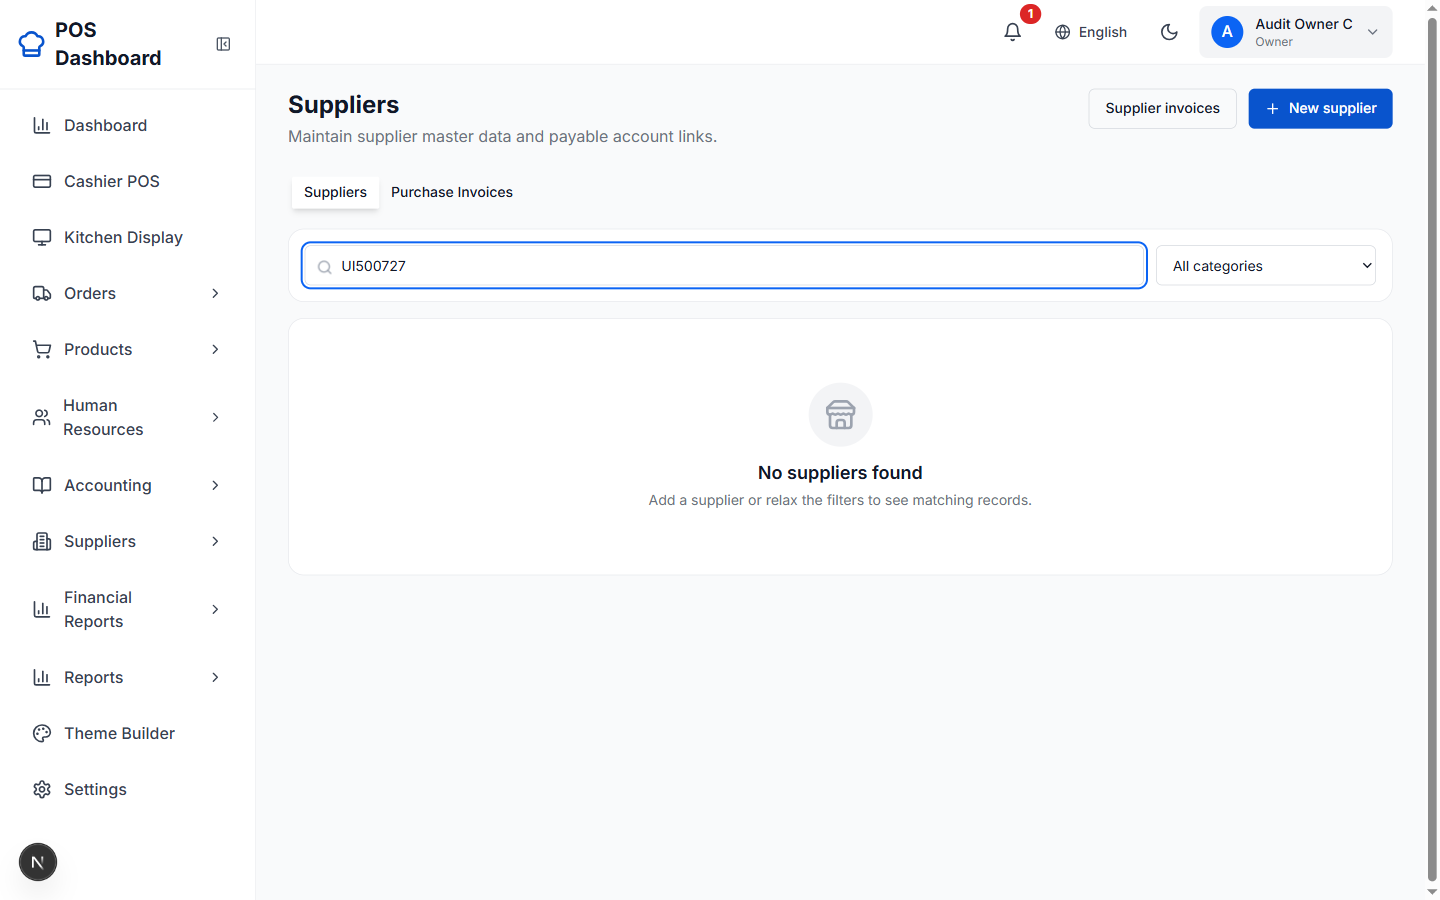 POS
Dashboard
Dashboard
Cashier POS
Kitchen Display
Orders
Products
Human
Resources
Accounting
Suppliers
Financial
Reports
Reports
Theme Builder
Settings
N
1
English
A
Audit Owner C
Owner
Suppliers
Maintain supplier master data and payable account links.
Supplier invoices
New supplier
Suppliers
Purchase Invoices
UI500727
All categories
No suppliers found
Add a supplier or relax the filters to see matching records.